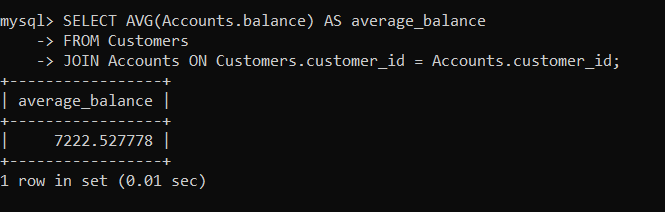 mysql> SELECT AVG(Accounts.balance) AS average_balance
    -> FROM Customers
    -> JOIN Accounts ON Customers.customer_id = Accounts.customer_id;
+-----------------+
| average_balance |
+-----------------+
|     7222.527778 |
+-----------------+
1 row in set (0.01 sec)